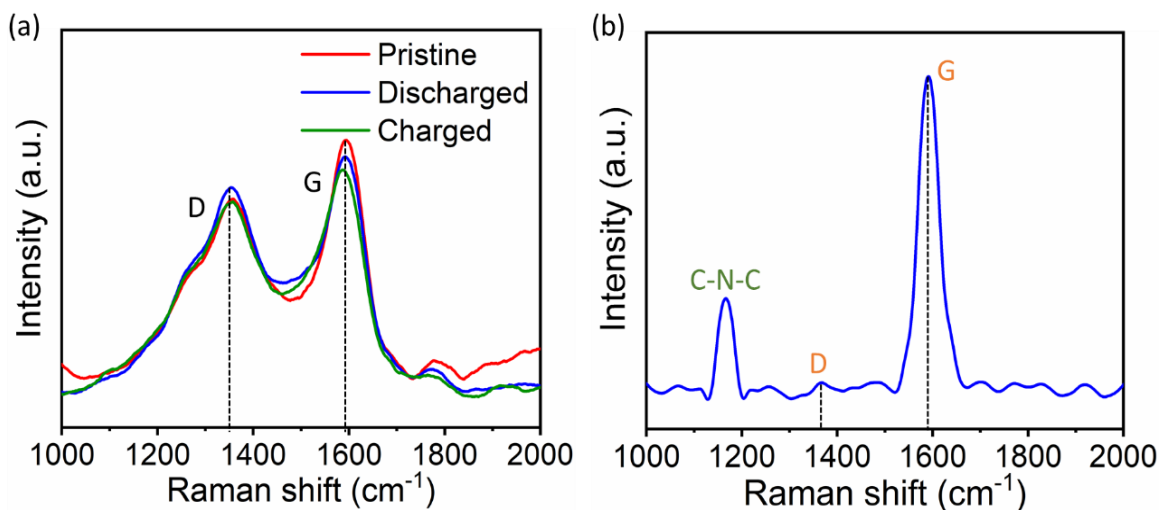 (a)
Pristine
Discharged
Charged
D
G
Intensity (a.u.)
1000 1200 1400 1600 1800 2000
Raman shift (cm⁻¹)
(b)
G
C-N-C
D
Intensity (a.u.)
1000 1200 1400 1600 1800 2000
Raman shift (cm⁻¹)